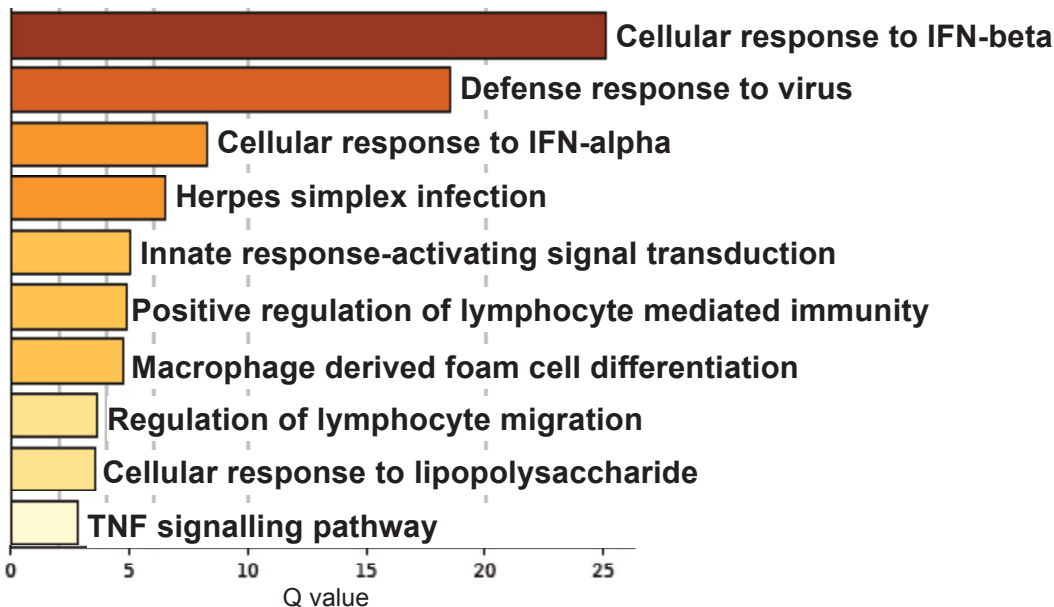 Cellular response to IFN-beta
Defense response to virus
Cellular response to IFN-alpha
Herpes simplex infection
Innate response-activating signal transduction
Positive regulation of lymphocyte mediated immunity
Macrophage derived foam cell differentiation
Regulation of lymphocyte migration
Cellular response to lipopolysaccharide
TNF signalling pathway
0 5 10 15 20 25
Q value